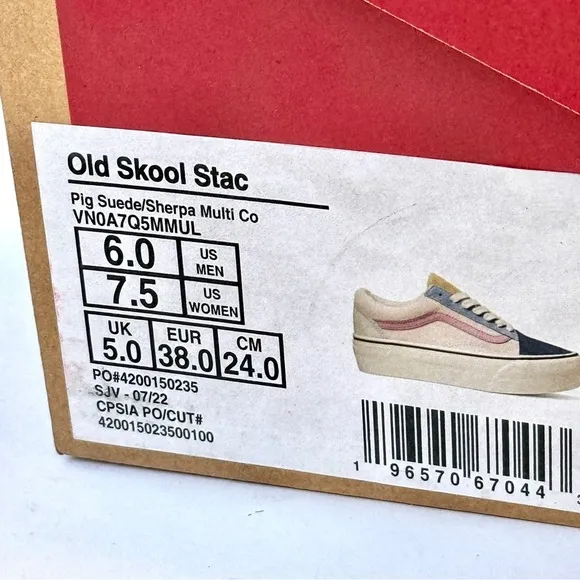 Old Skool Stac
Pig Suede/Sherpa Multi Co
VN0A7Q5MMUL
6.0 US MEN
7.5 US WOMEN
UK 5.0 EUR 38.0 CM 24.0
PO#4200150235
SJV - 07/22
CPSIA PO/CUT#
420015023500100
1 96570 67044